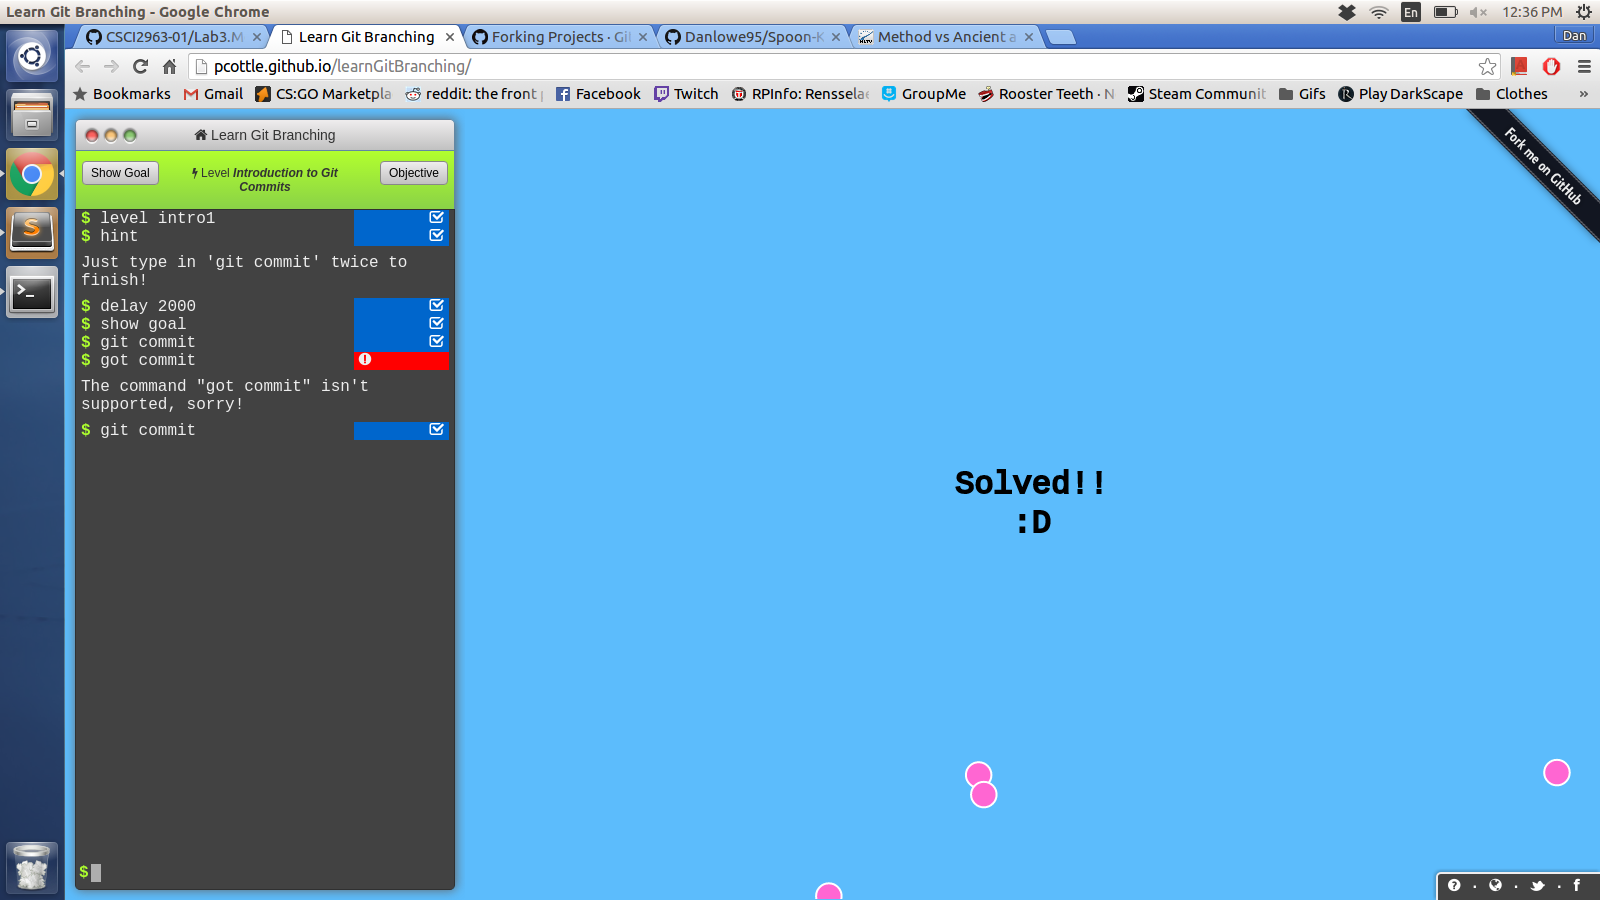 Learn Git Branching - Google Chrome
En
12:36 PM
CSCI2963-01/Lab3.M
Learn Git Branching
Forking Projects · Gi
Danlowe95/Spoon-K
Method vs Ancient a
Dan
pcottle.github.io/learnGitBranching/
Bookmarks
Gmail
CS:GO Marketpla
reddit: the front
Facebook
Twitch
RPInfo: Rensselae
GroupMe
Rooster Teeth · N
Steam Communit
Gifs
Play DarkScape
Clothes
»
Learn Git Branching
Show Goal
Level Introduction to Git
Commits
Objective
$ level intro1
$ hint
Just type in 'git commit' twice to
finish!
$ delay 2000
$ show goal
$ git commit
$ got commit
The command "got commit" isn't
supported, sorry!
$ git commit
$
Solved!!
:D
Fork me on GitHub